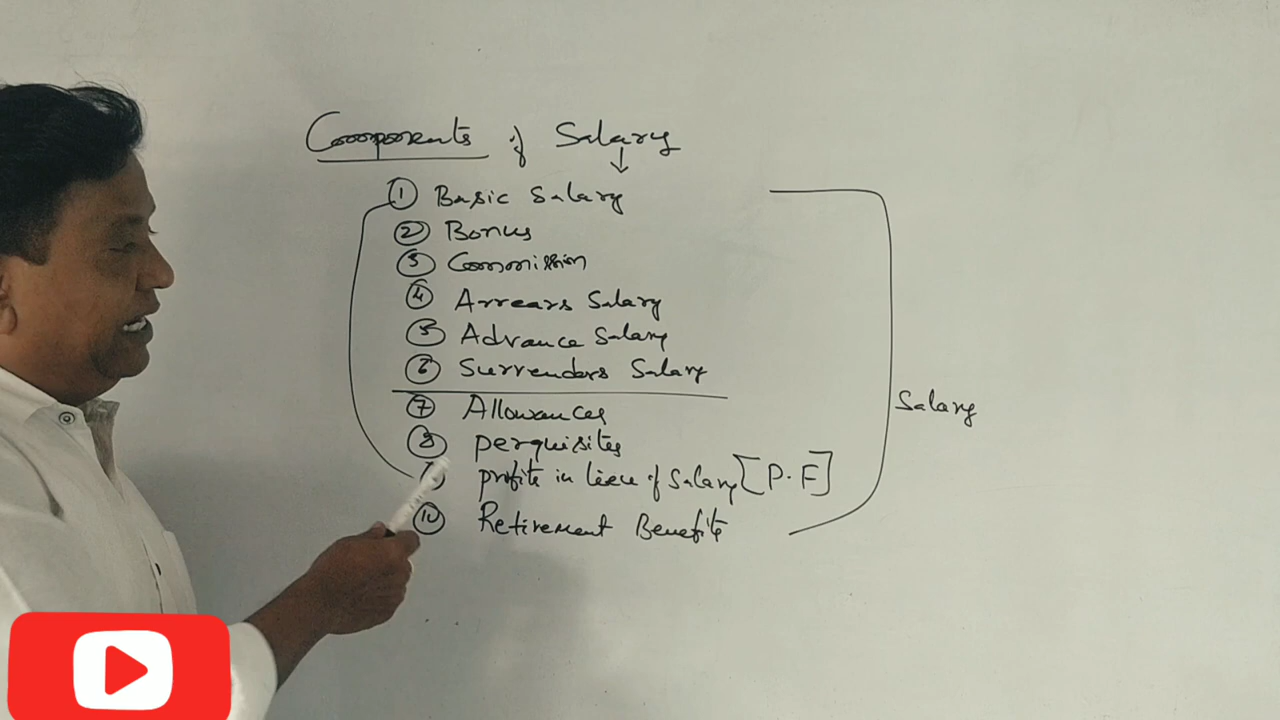 Components of Salary
① Basic Salary
② Bonus
③ Commission
④ Arrears Salary
⑤ Advance Salary
⑥ Surrenders Salary
⑦ Allowances
⑧ perquisites
profits in lieu of Salary [P.F]
⑩ Retirement Benefits
Salary